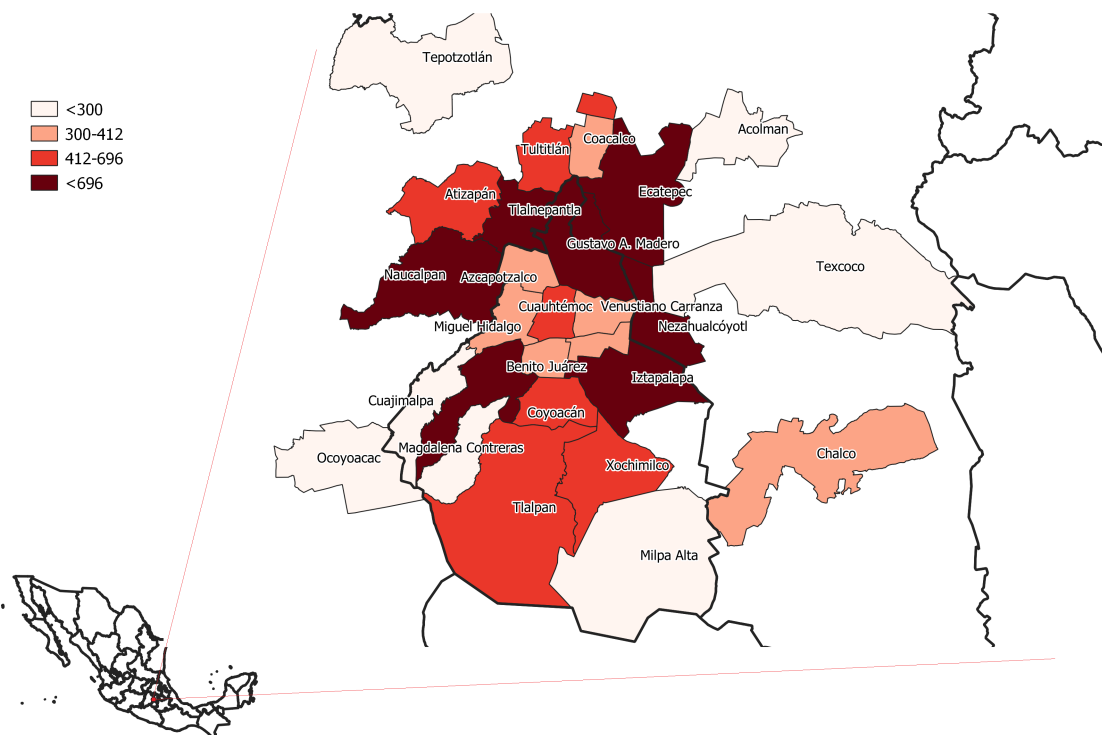 Tepotzotlán
<300
300-412
412-696
<696
Acolman
Coacalco
Tultitlán
Ecatepec
Atizapán
Tlalnepantla
Gustavo A. Madero
Texcoco
Naucalpan
Azcapotzalco
Cuauhtémoc
Venustiano Carranza
Miguel Hidalgo
Nezahualcóyotl
Benito Juárez
Iztapalapa
Cuajimalpa
Coyoacán
Magdalena Contreras
Ocoyoacac
Chalco
Xochimilco
Tlalpan
Milpa Alta